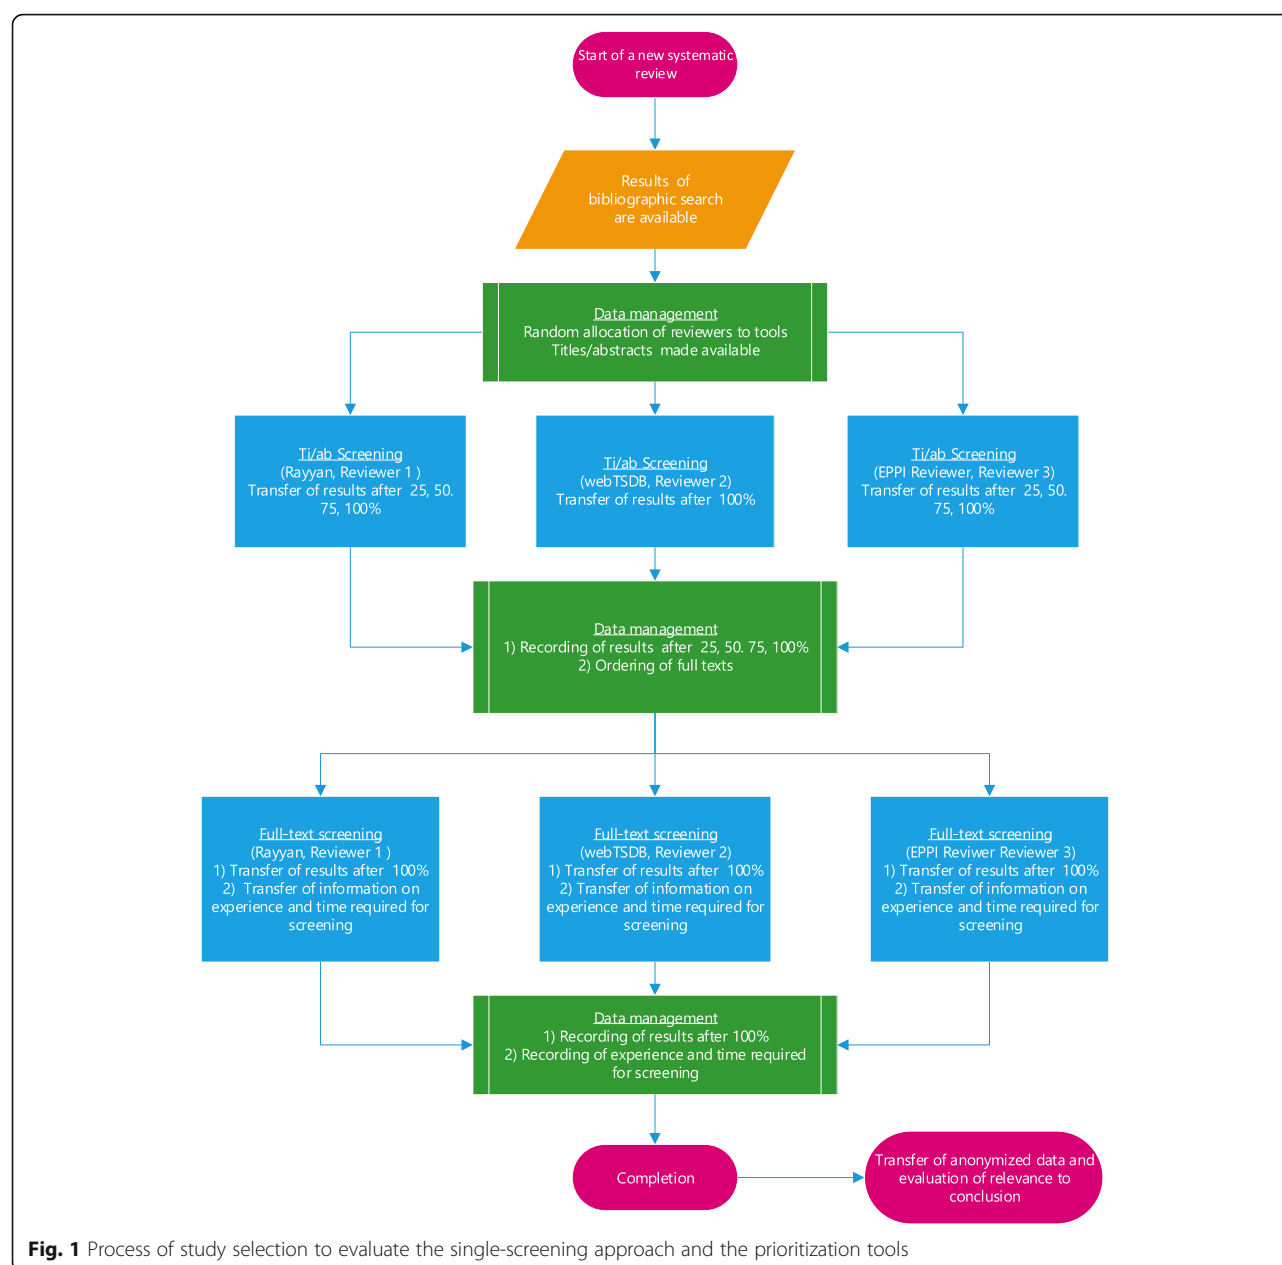 Start of a new systematic
review
Results of
bibliographic search
are available
Data management
Random allocation of reviewers to tools
Titles/abstracts made available
Ti/ab Screening
(Rayyan, Reviewer 1 )
Transfer of results after 25, 50.
75, 100%
Ti/ab Screening
(webTSDB, Reviewer 2)
Transfer of results after 100%
Ti/ab Screening
(EPPI Reviewer, Reviewer 3)
Transfer of results after 25, 50.
75, 100%
Data management
1) Recording of results after 25, 50. 75, 100%
2) Ordering of full texts
Full-text screening
(Rayyan, Reviewer 1 )
1) Transfer of results after 100%
2) Transfer of information on
experience and time required for
screening
Full-text screening
(webTSDB, Reviewer 2)
1) Transfer of results after 100%
2) Transfer of information on
experience and time required for
screening
Full-text screening
(EPPI Reviwer Reviewer 3)
1) Transfer of results after 100%
2) Transfer of information on
experience and time required for
screening
Data management
1) Recording of results after 100%
2) Recording of experience and time required
for screening
Completion
Transfer of anonymized data and
evaluation of relevance to
conclusion
Fig. 1 Process of study selection to evaluate the single-screening approach and the prioritization tools